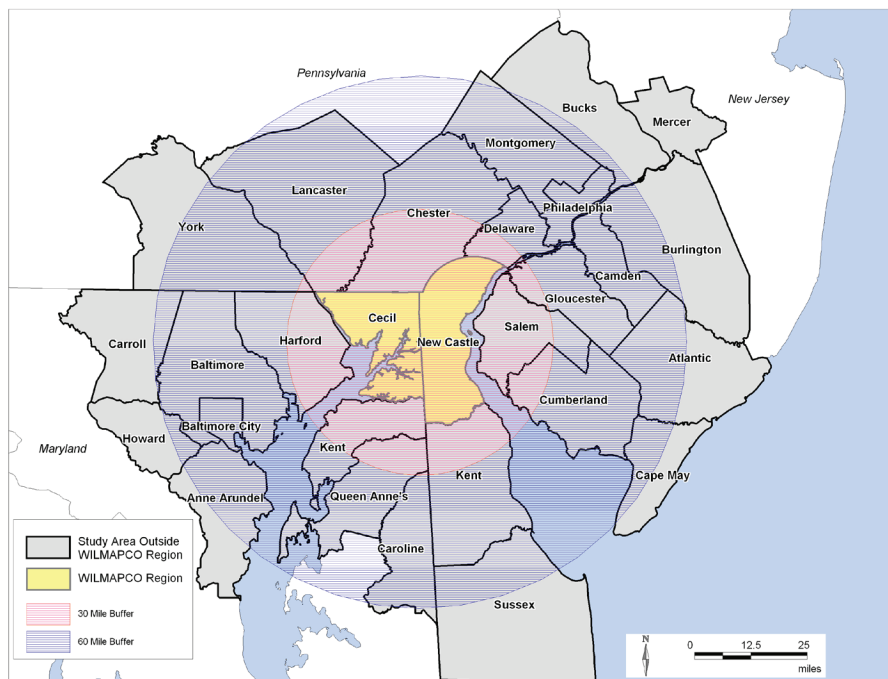 Pennsylvania
New Jersey
Bucks
Mercer
Montgomery
Lancaster
Philadelphia
Chester
York
Delaware
Burlington
Camden
Gloucester
Cecil
Salem
Harford
New Castle
Carroll
Atlantic
Baltimore
Cumberland
Baltimore City
Howard
Maryland
Kent
Kent
Cape May
Anne Arundel
Queen Anne's
Caroline
Sussex
Study Area Outside
WILMAPCO Region
WILMAPCO Region
30 Mile Buffer
60 Mile Buffer
N
0 12.5 25
miles